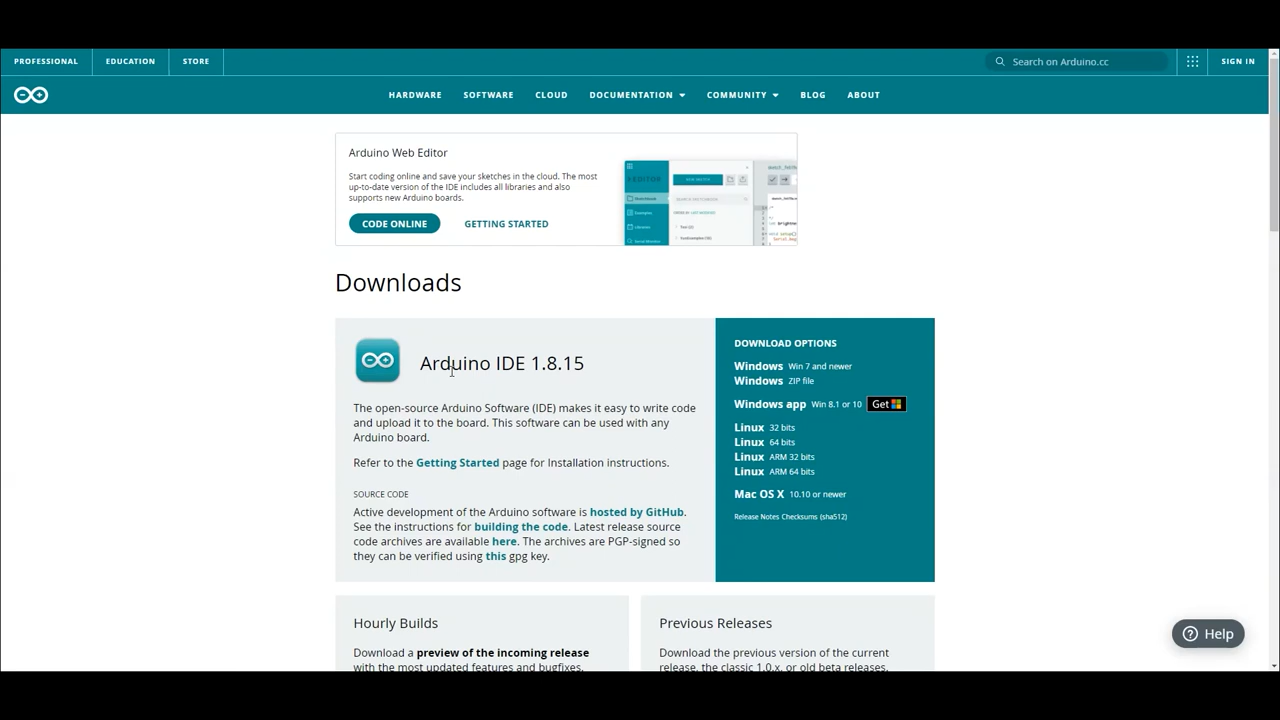 PROFESSIONAL EDUCATION STORE Search on Arduino.cc SIGN IN
HARDWARE SOFTWARE CLOUD DOCUMENTATION COMMUNITY BLOG ABOUT
Arduino Web Editor
Start coding online and save your sketches in the cloud. The most
up-to-date version of the IDE includes all libraries and also
supports new Arduino boards.
CODE ONLINE GETTING STARTED
Downloads
Arduino IDE 1.8.15
The open-source Arduino Software (IDE) makes it easy to write code
and upload it to the board. This software can be used with any
Arduino board.
Refer to the Getting Started page for Installation instructions.
SOURCE CODE
Active development of the Arduino software is hosted by GitHub.
See the instructions for building the code. Latest release source
code archives are available here. The archives are PGP-signed so
they can be verified using this gpg key.
DOWNLOAD OPTIONS
Windows Win 7 and newer
Windows ZIP file
Windows app Win 8.1 or 10 Get
Linux 32 bits
Linux 64 bits
Linux ARM 32 bits
Linux ARM 64 bits
Mac OS X 10.10 or newer
Release Notes Checksums (sha512)
Hourly Builds
Download a preview of the incoming release
with the most updated features and bugfixes.
Previous Releases
Download the previous version of the current
release, the classic 1.0.x, or old beta releases.
Help